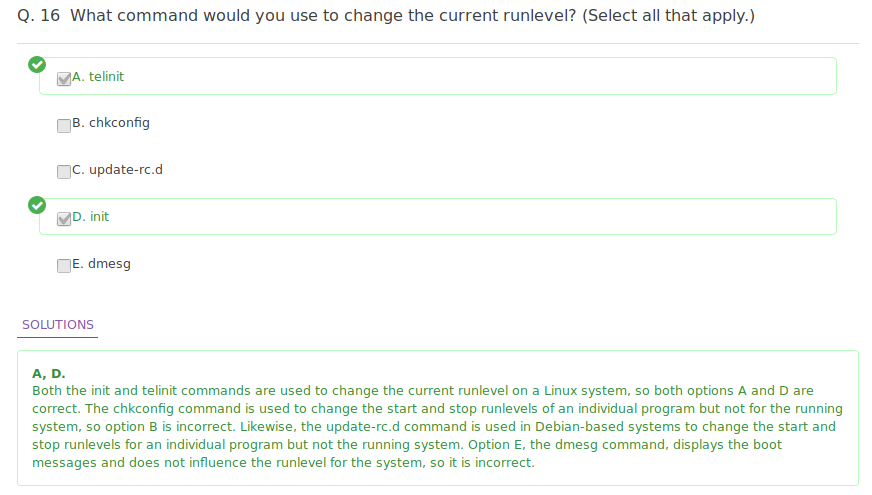 Q. 16 What command would you use to change the current runlevel? (Select all that apply.)
A. telinit
B. chkconfig
C. update-rc.d
D. init
E. dmesg
SOLUTIONS
A, D.
Both the init and telinit commands are used to change the current runlevel on a Linux system, so both options A and D are
correct. The chkconfig command is used to change the start and stop runlevels of an individual program but not for the running
system, so option B is incorrect. Likewise, the update-rc.d command is used in Debian-based systems to change the start and
stop runlevels for an individual program but not the running system. Option E, the dmesg command, displays the boot
messages and does not influence the runlevel for the system, so it is incorrect.